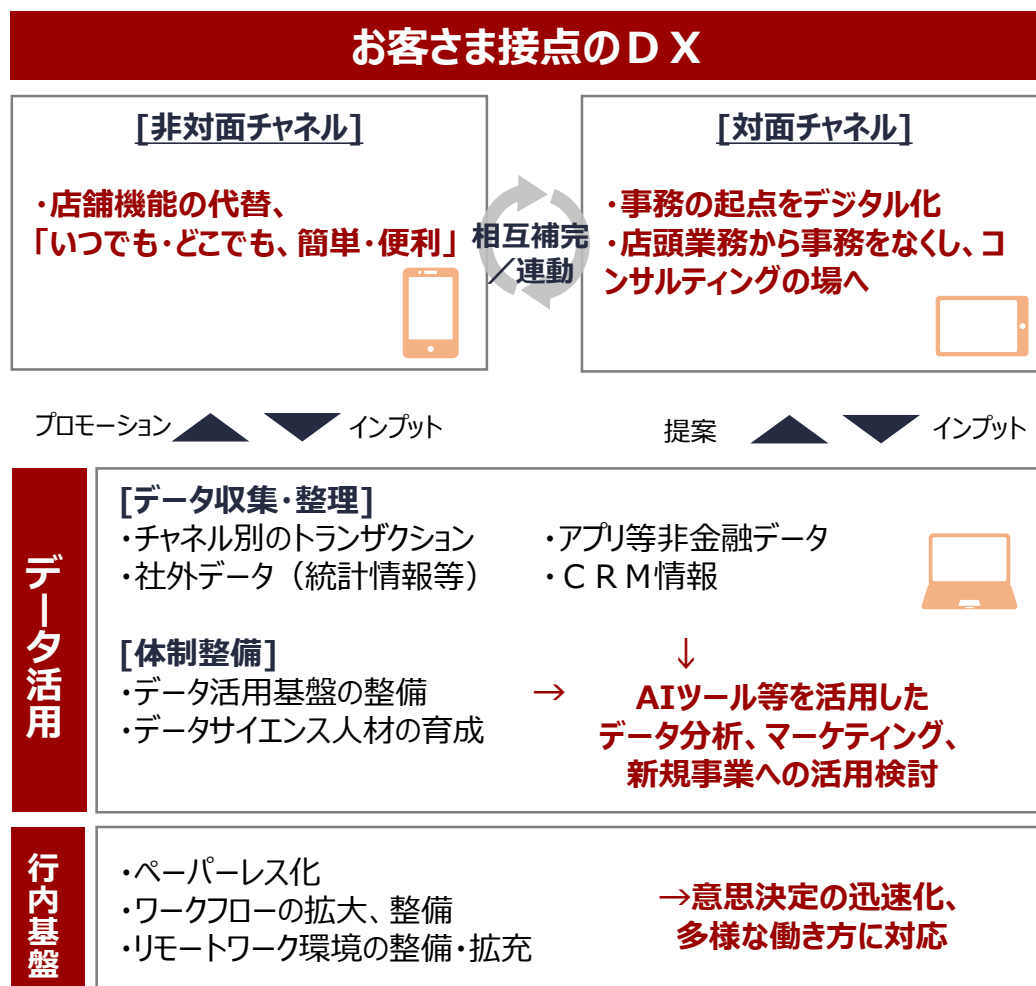 お客さま接点のＤＸ
[非対面チャネル]
・店舗機能の代替、
「いつでも・どこでも、簡単・便利」
相互補完
／連動
[対面チャネル]
・事務の起点をデジタル化
・店頭業務から事務をなくし、コ
ンサルティングの場へ
プロモーション
インプット
提案
インプット
データ活用
[データ収集・整理]
・チャネル別のトランザクション
・アプリ等非金融データ
・社外データ（統計情報等）
・ＣＲＭ情報
[体制整備]
・データ活用基盤の整備
・データサイエンス人材の育成
↓
→
AIツール等を活用した
データ分析、マーケティング、
新規事業への活用検討
行内基盤
・ペーパーレス化
・ワークフローの拡大、整備
・リモートワーク環境の整備・拡充
→意思決定の迅速化、
多様な働き方に対応